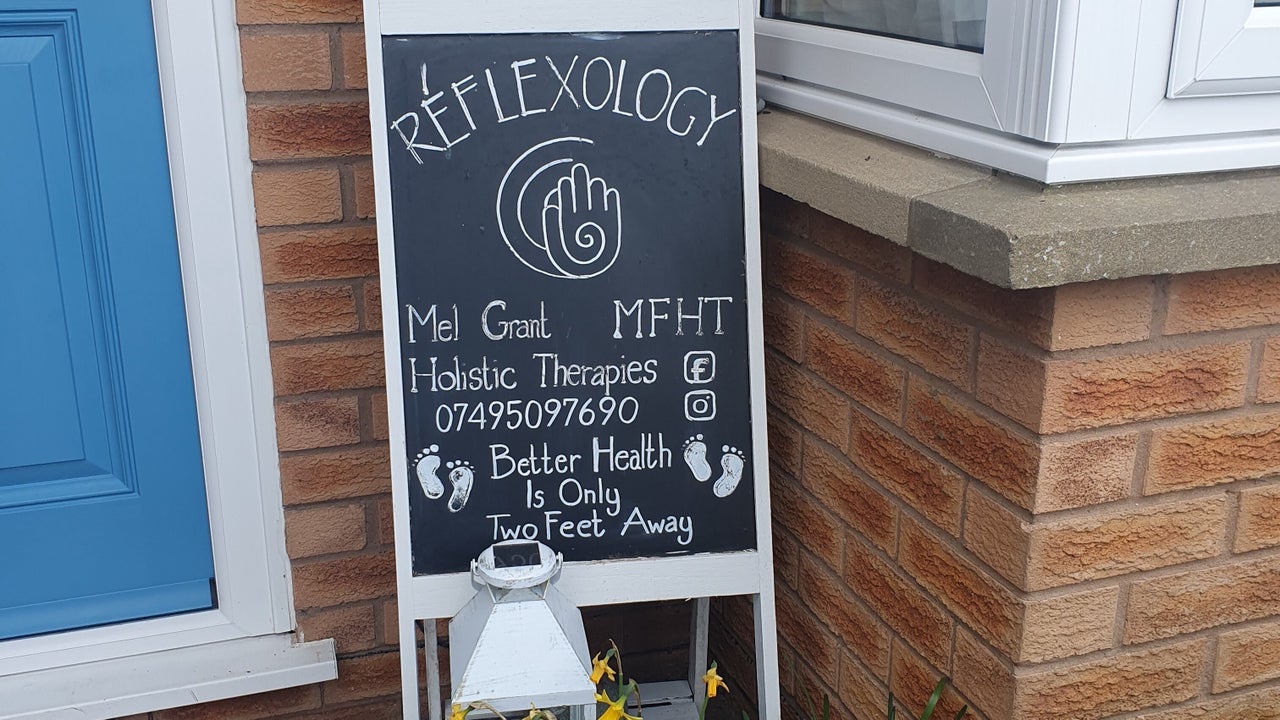 REFLEXOLOGY
Mel Grant MFHT
Holistic Therapies
07495097690
Better Health
Is Only
Two Feet Away